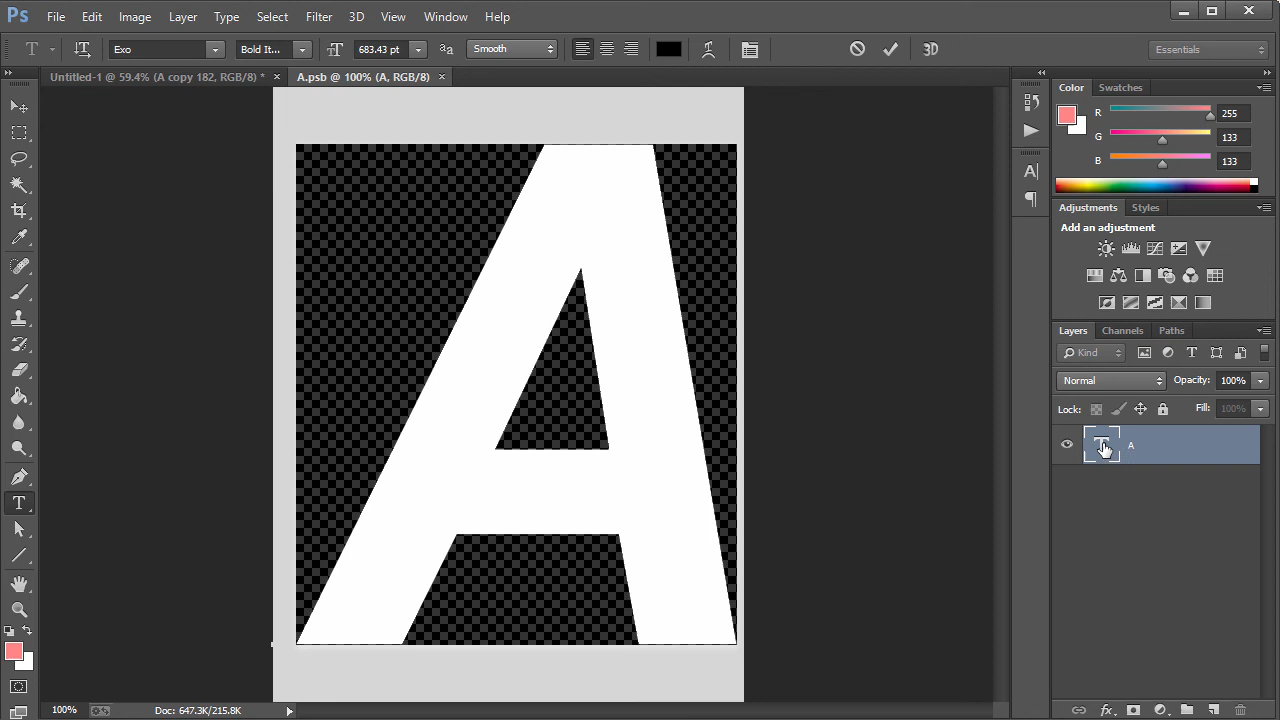 Ps File Edit Image Layer Type Select Filter 3D View Window Help
T Exo Bold It... 683.43 pt aa Smooth 3D Essentials
Untitled-1 @ 59.4% (A copy 182, RGB/8) * × A.psb @ 100% (A, RGB/8) ×
Color Swatches
R 255
G 133
B 133
A
Adjustments Styles
Add an adjustment
Layers Channels Paths
Kind T
Normal Opacity: 100%
Lock: Fill: 100%
T A
T
100% Doc: 647.3K/215.8K fx
A